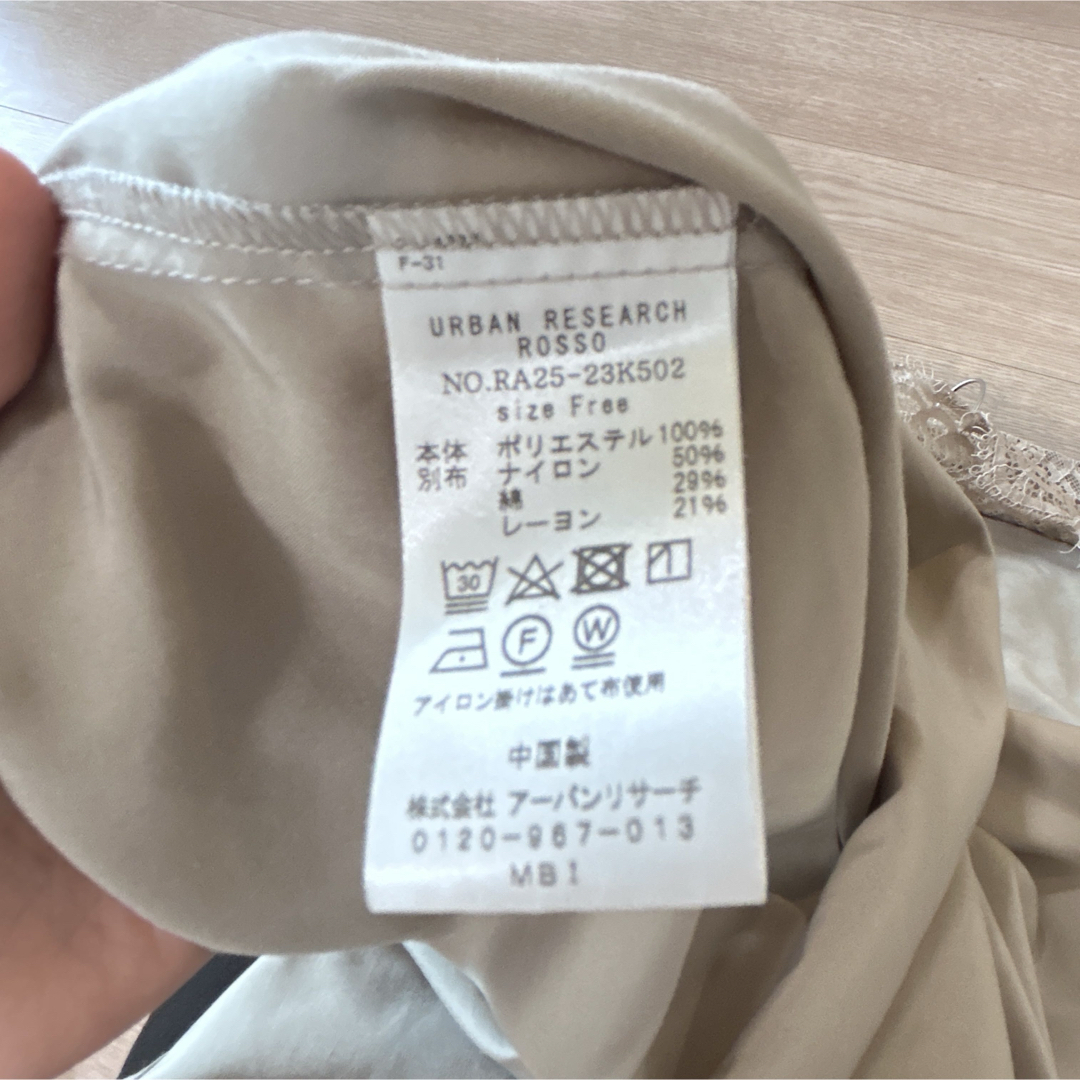 F-31
URBAN RESEARCH
ROSSO
NO.RA25-23K502
size Free
本体 ポリエステル 100%
別布 ナイロン 50%
綿 29%
レーヨン 21%
30
F W
アイロン掛けはあて布使用
中国製
株式会社 アーバンリサーチ
0120-967-013
MBI